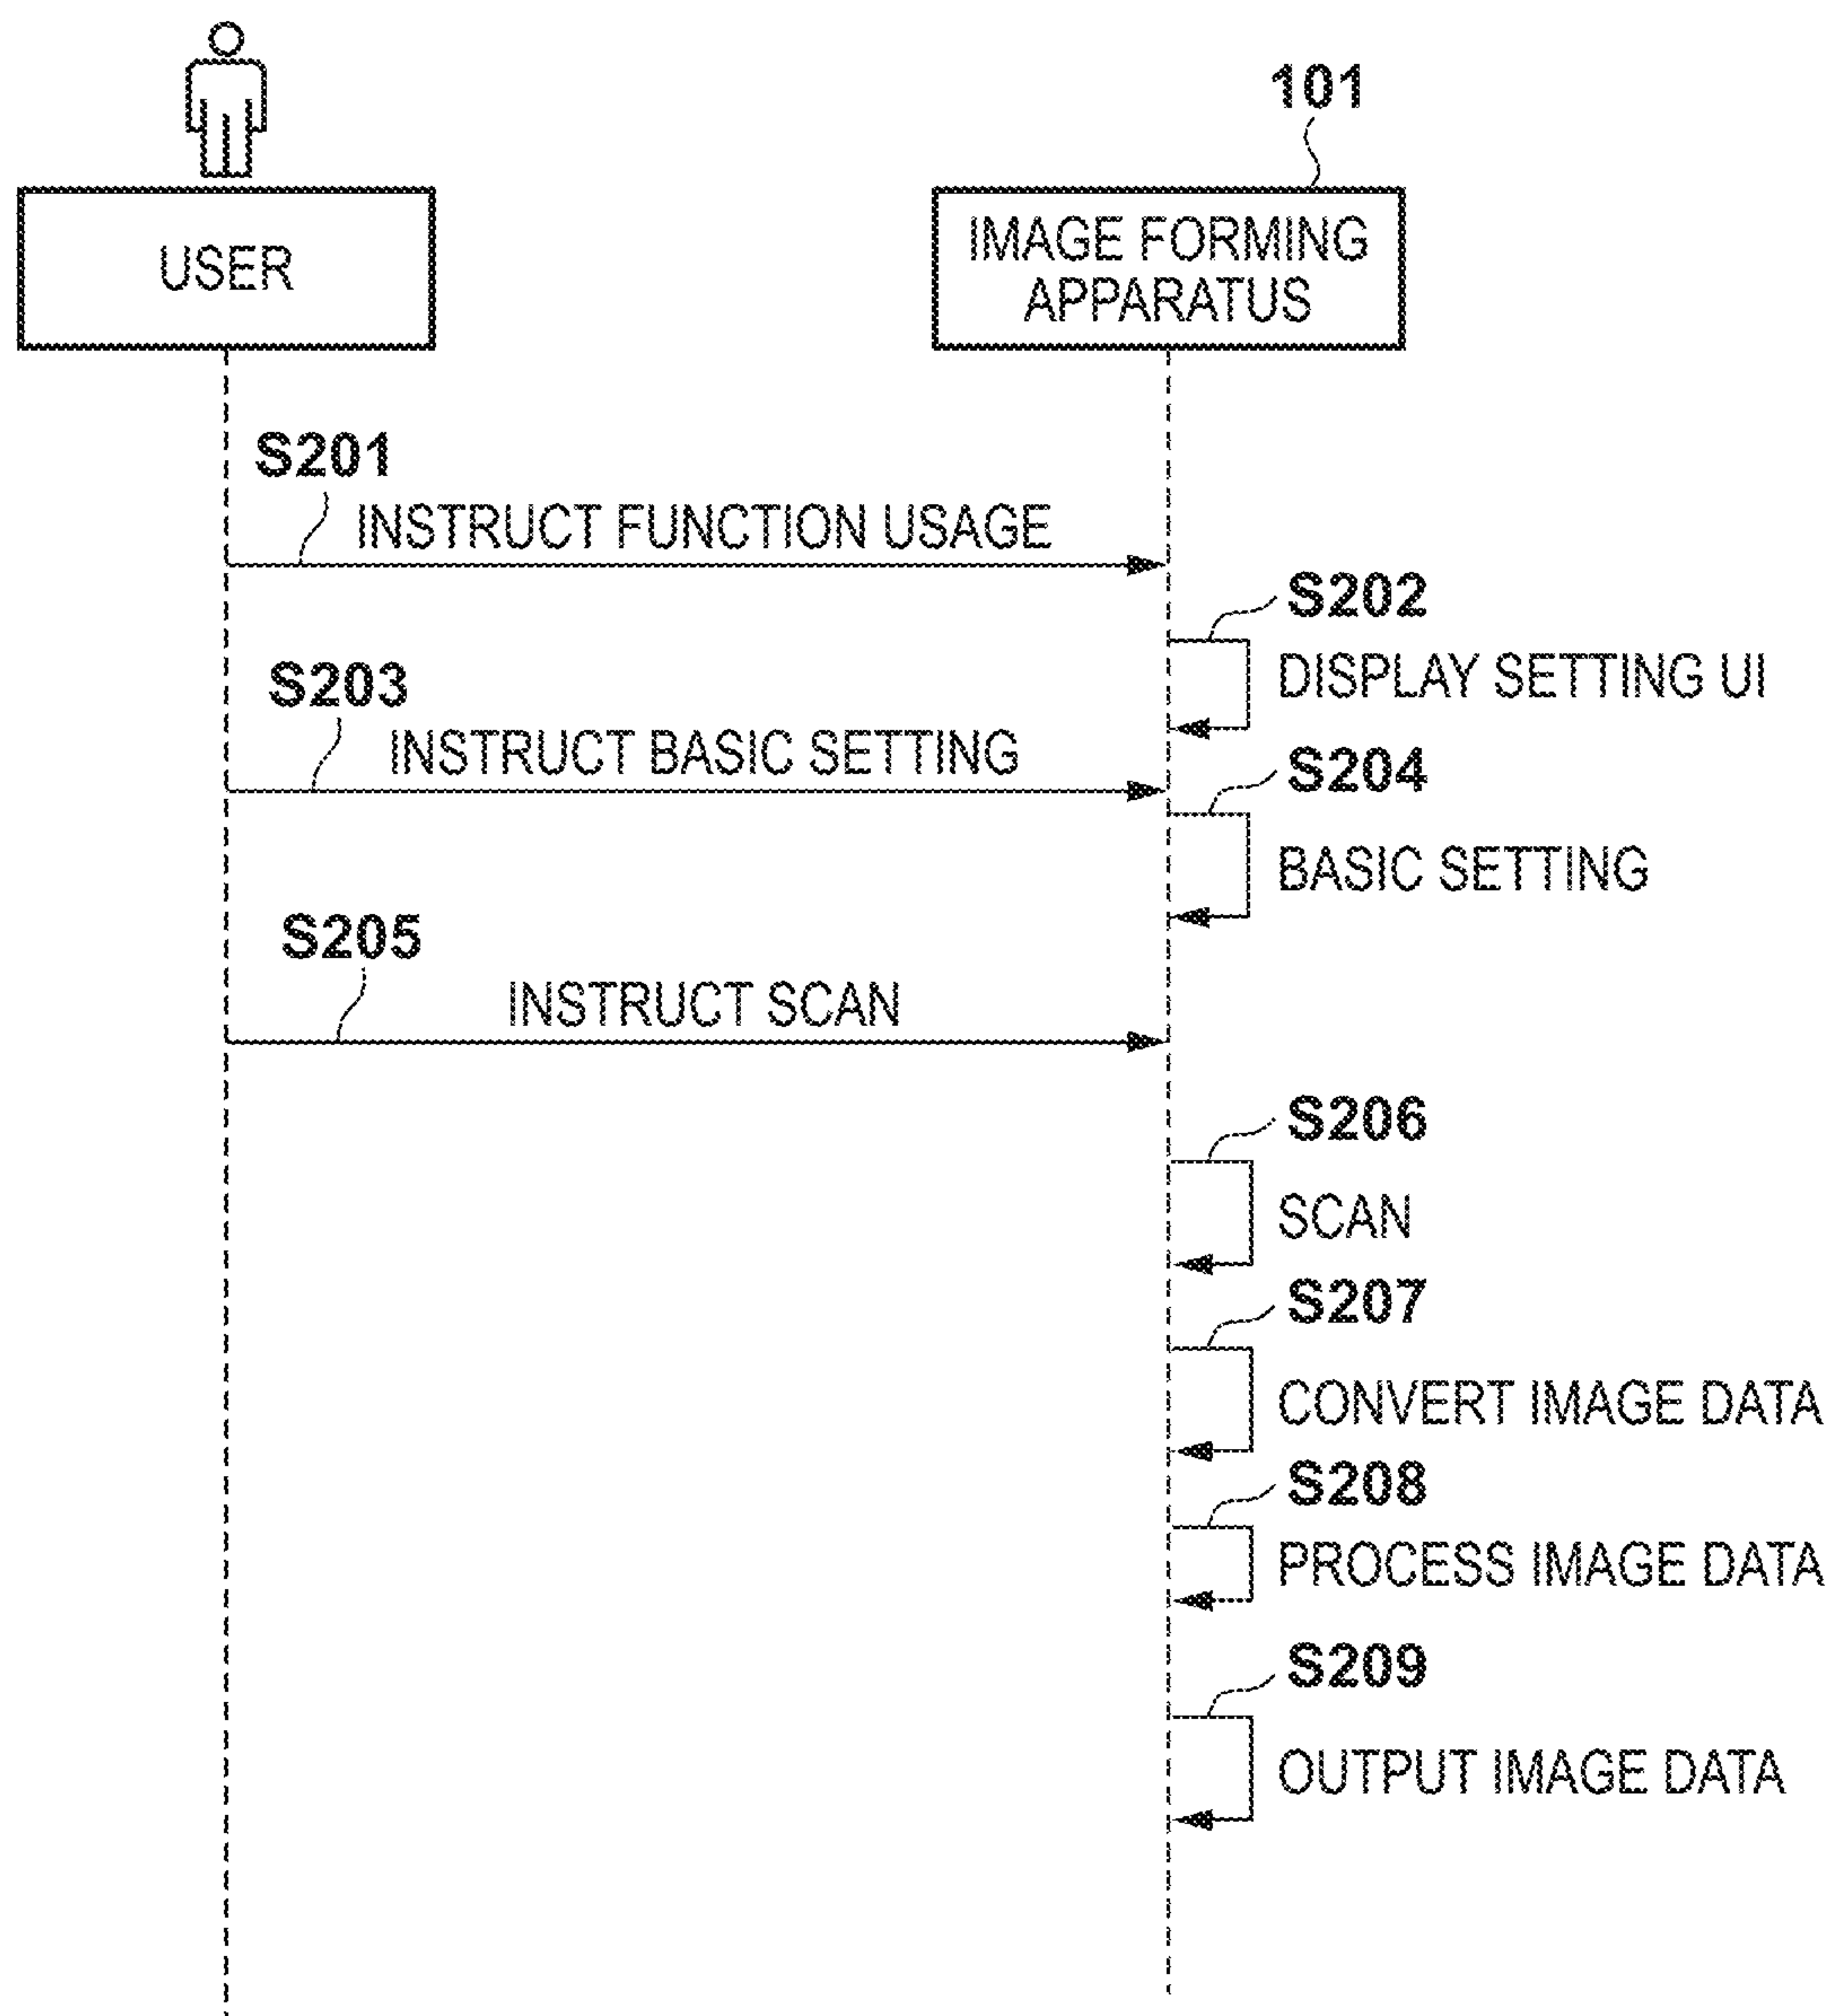 101
USER
IMAGE FORMING
APPARATUS
S201
INSTRUCT FUNCTION USAGE
S202
DISPLAY SETTING UI
S203
INSTRUCT BASIC SETTING
S204
BASIC SETTING
S205
INSTRUCT SCAN
S206
SCAN
S207
CONVERT IMAGE DATA
S208
PROCESS IMAGE DATA
S209
OUTPUT IMAGE DATA